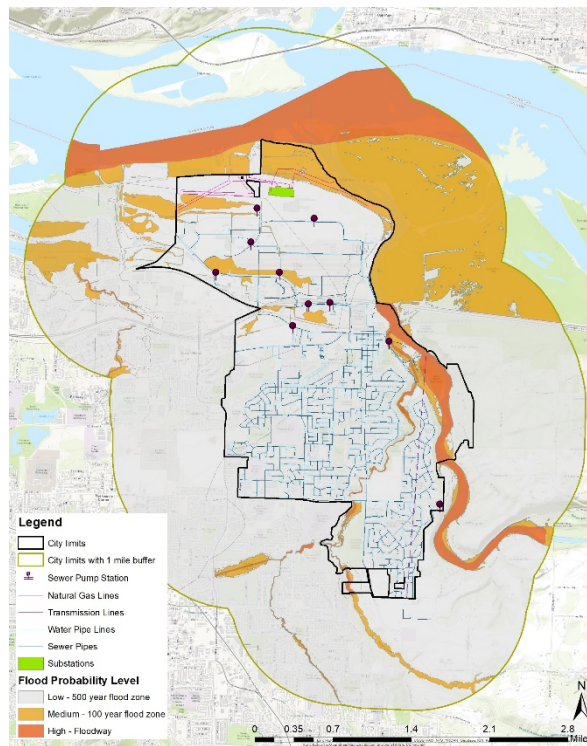 Legend
City limits
City limits with 1 mile buffer
Sewer Pump Station
Natural Gas Lines
Transmission Lines
Water Pipe Lines
Sewer Pipes
Substations
Flood Probability Level
Low - 500 year flood zone
Medium - 100 year flood zone
High - Floodway
N
0 0.35 0.7 1.4 2.1 2.8
Mile